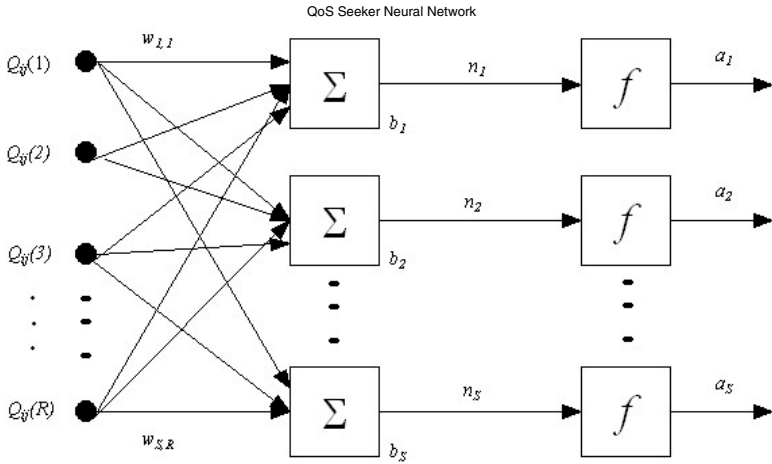 QoS Seeker Neural Network
Q_ij(1) w_1,1 Σ n_1 f a_1
b_1
Q_ij(2)
Σ n_2 f a_2
Q_ij(3) b_2
Q_ij(R) Σ n_S f a_S
w_S,R b_S